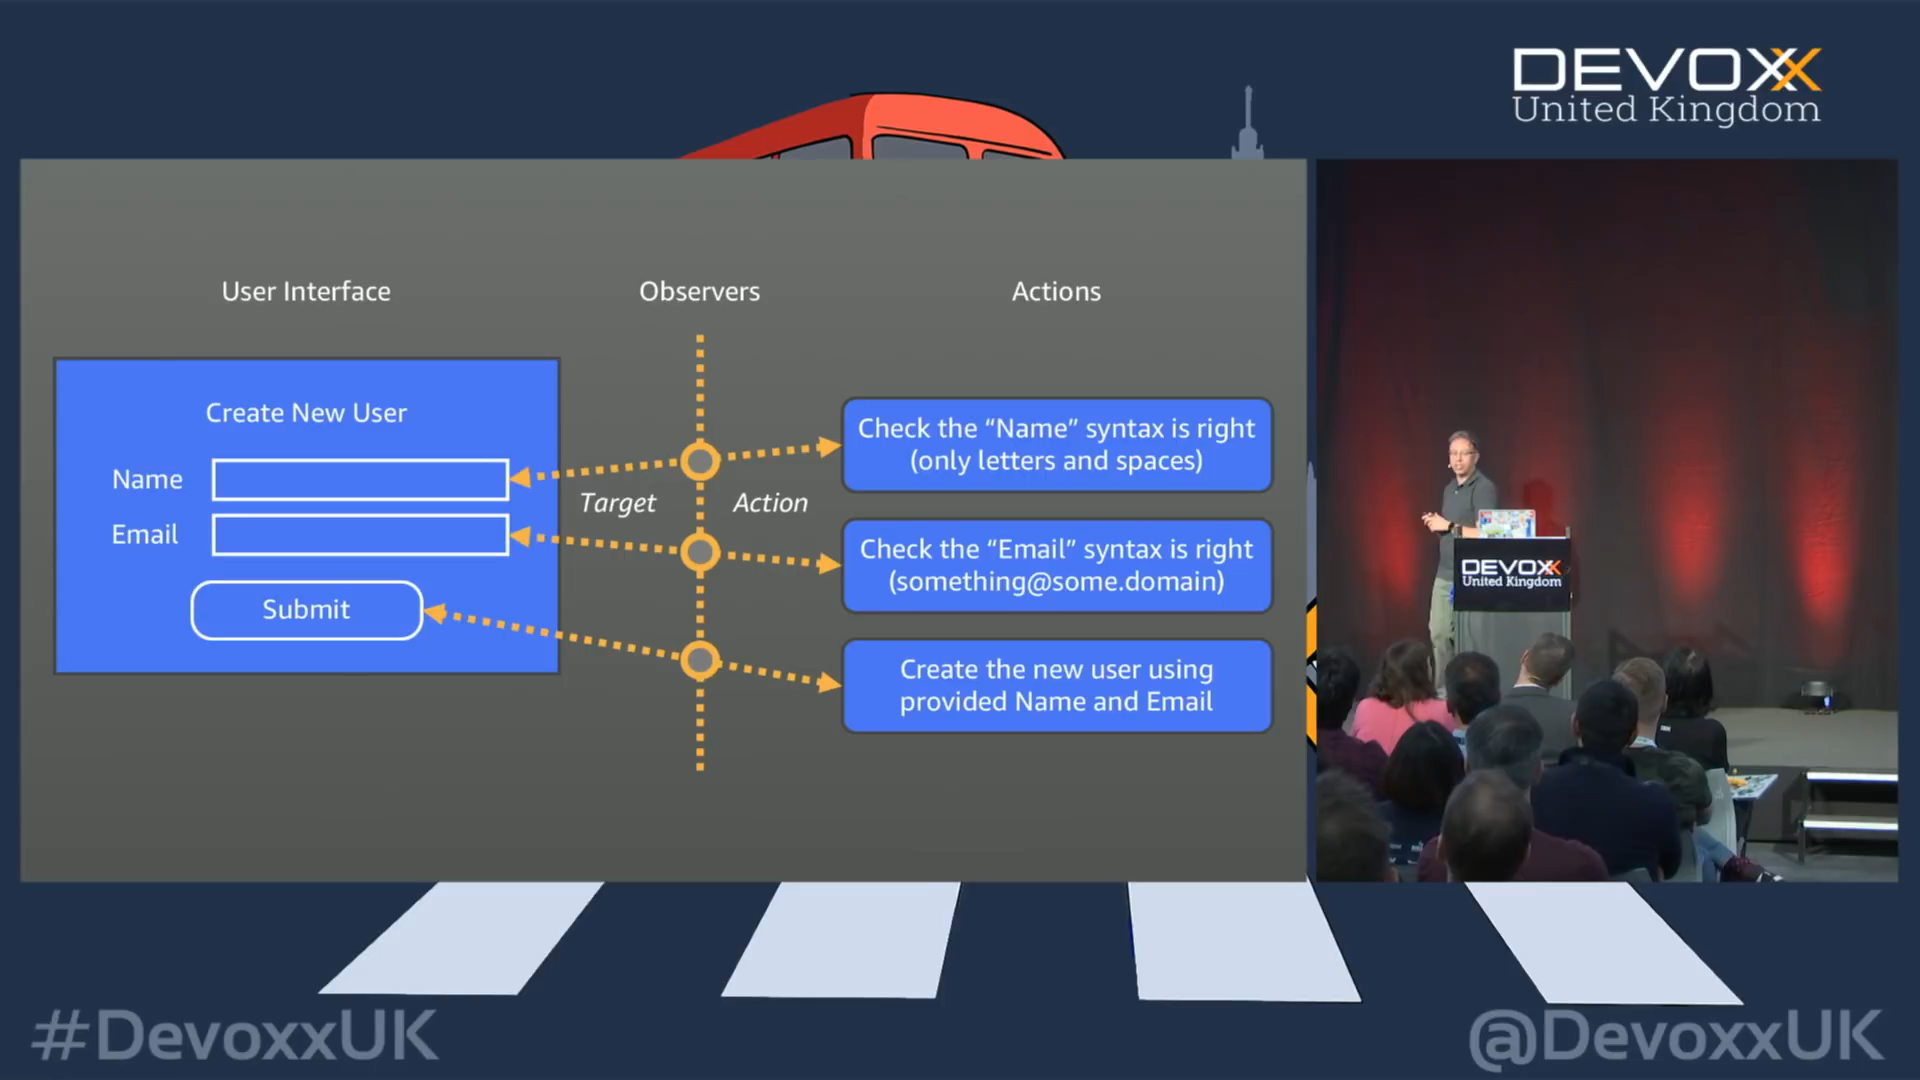 DEVOXX
United Kingdom
User Interface
Observers
Actions
Create New User
Name
Email
Submit
Target
Action
Check the “Name” syntax is right
(only letters and spaces)
Check the “Email” syntax is right
(something@some.domain)
Create the new user using
provided Name and Email
DEVOXX
United Kingdom
#DevoxxUK
@DevoxxUK